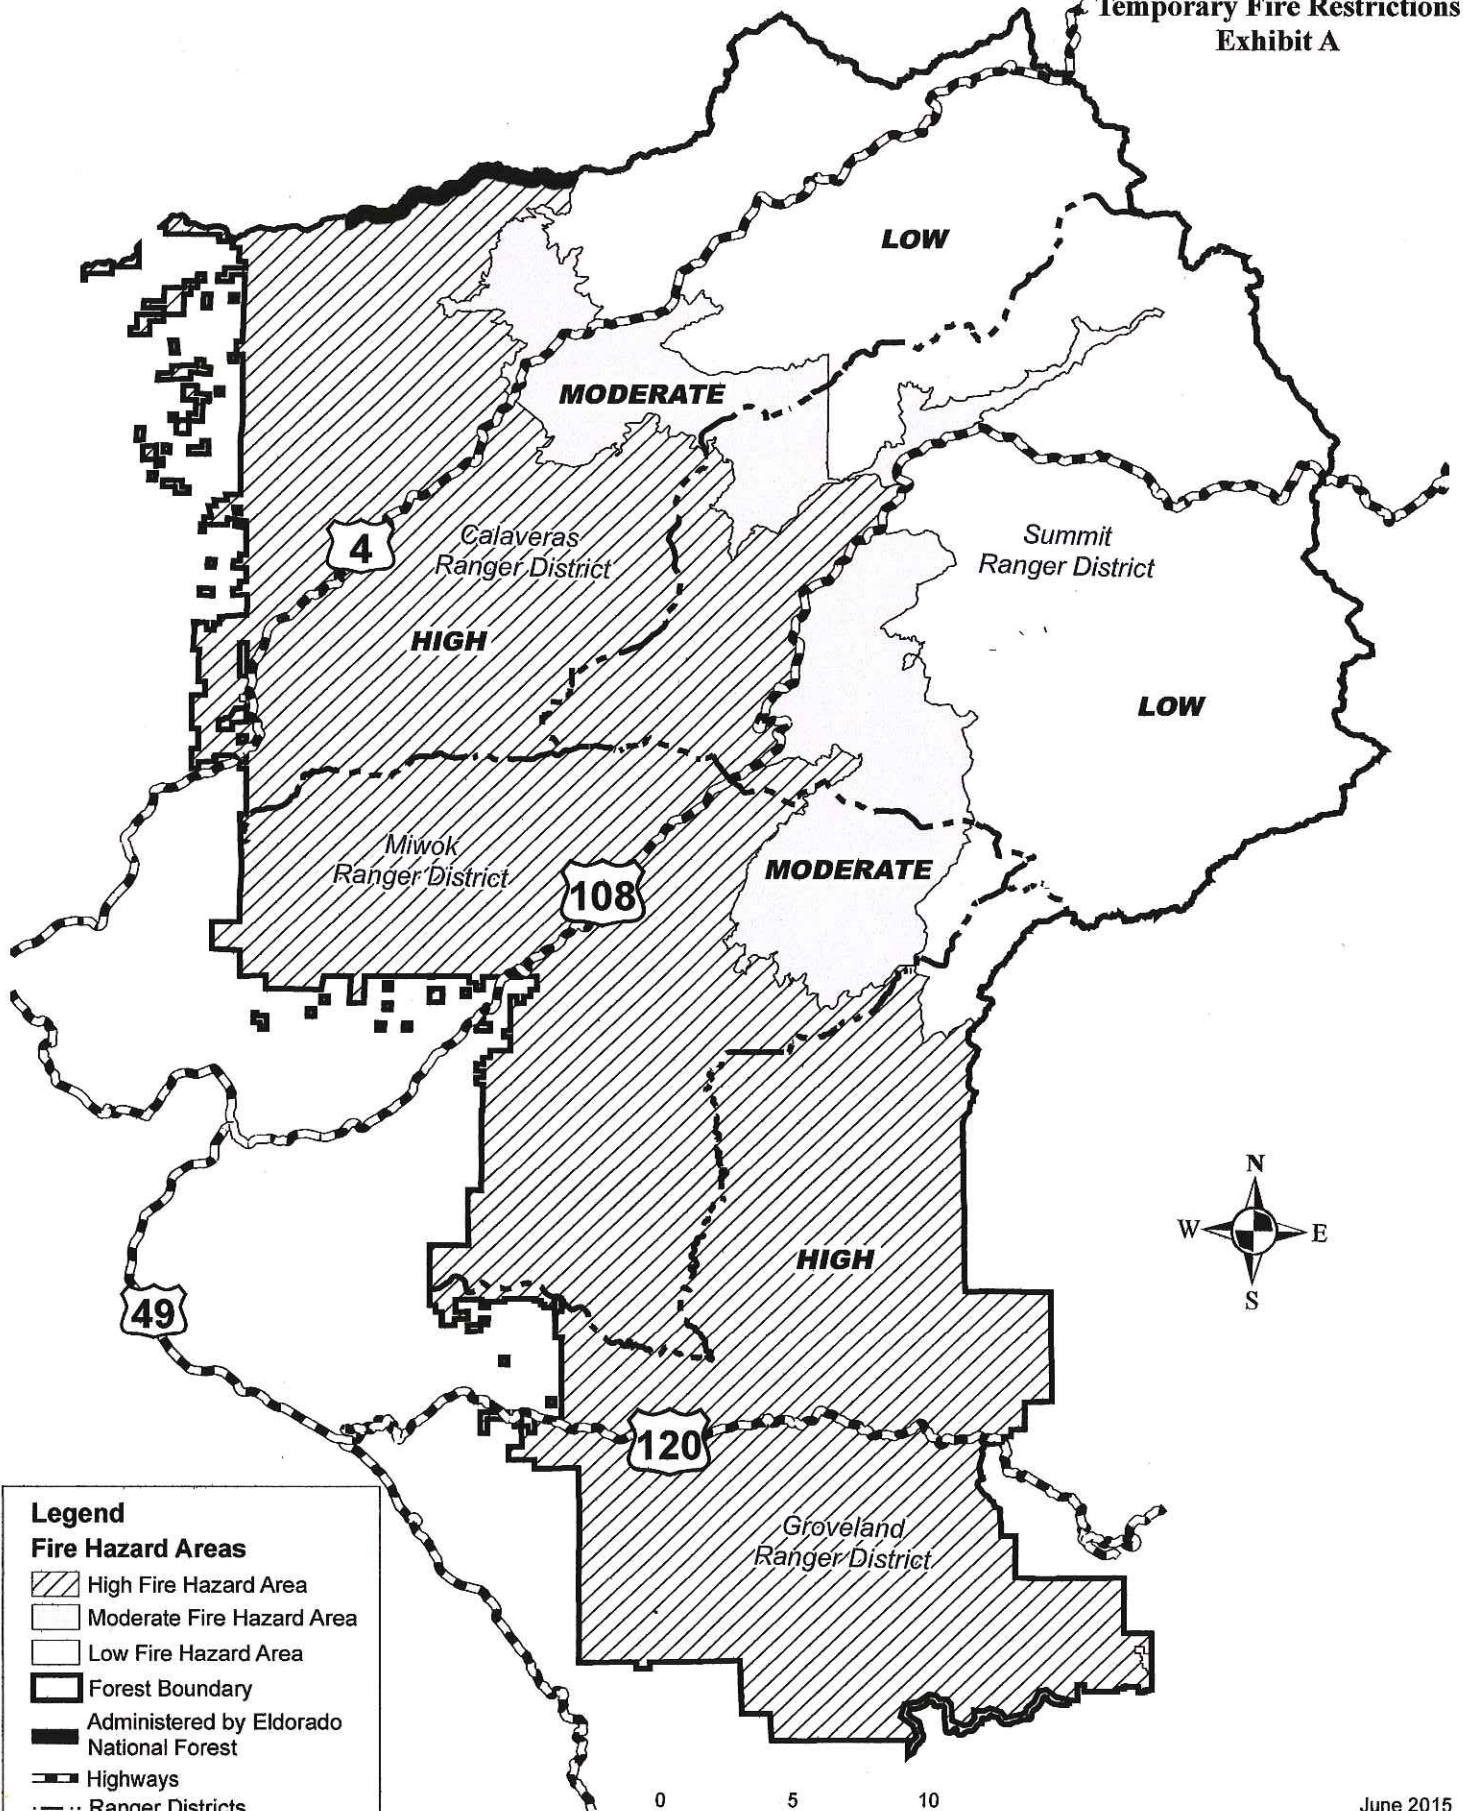 Temporary Fire Restrictions
Exhibit A
LOW
MODERATE
4
Calaveras
Ranger District
Summit
Ranger District
HIGH
LOW
Miwok
Ranger District
108
MODERATE
N
W
E
S
HIGH
49
120
Groveland
Ranger District
Legend
Fire Hazard Areas
High Fire Hazard Area
Moderate Fire Hazard Area
Low Fire Hazard Area
Forest Boundary
Administered by Eldorado
National Forest
Highways
Ranger Districts
0 5 10
June 2015